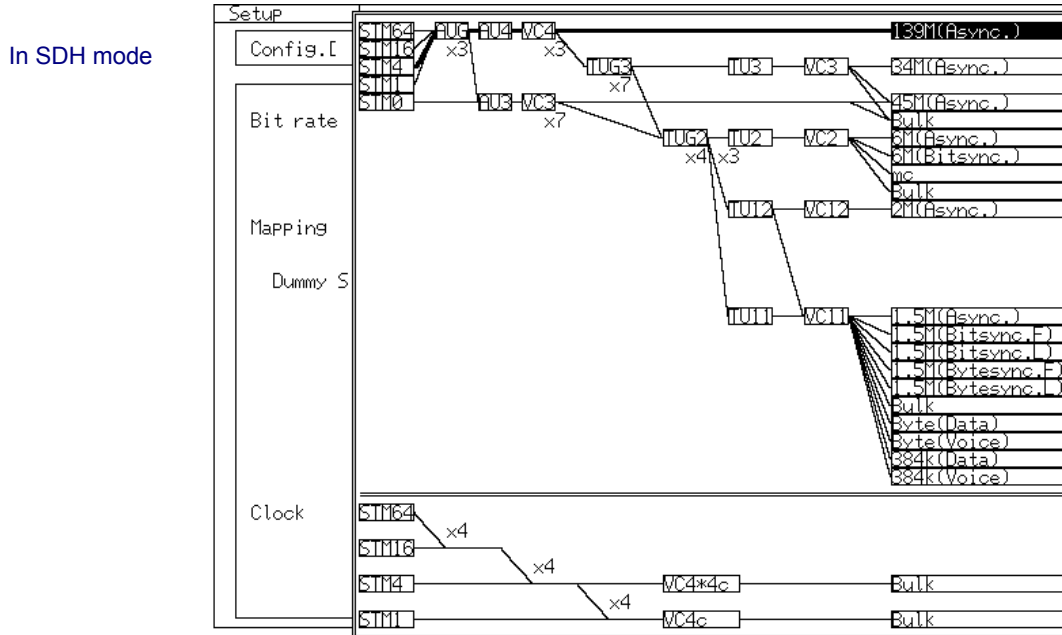 In SDH mode
Setup
Config.[
Bit rate
Mapping
Dummy S
Clock
STM64 AUG AU4 VC4 139M(Async.)
STM16 x3 x3
STM4 TUG3 TU3 VC3 34M(Async.)
STM1 x7
STM0 AU3 VC3 45M(Async.)
x7 Bulk
TUG2 TU2 VC2 6M(Async.)
x4 x3 6M(Bitsync.)
mc
Bulk
TU12 VC12 2M(Async.)
TU11 VC11 1.5M(Async.)
1.5M(Bitsync.F)
1.5M(Bitsync.L)
1.5M(Bytesync.F)
1.5M(Bytesync.L)
Bulk
Byte(Data)
Byte(Voice)
384k(Data)
384k(Voice)
STM64
x4
STM16
x4
STM4 VC4*4c Bulk
x4
STM1 VC4c Bulk